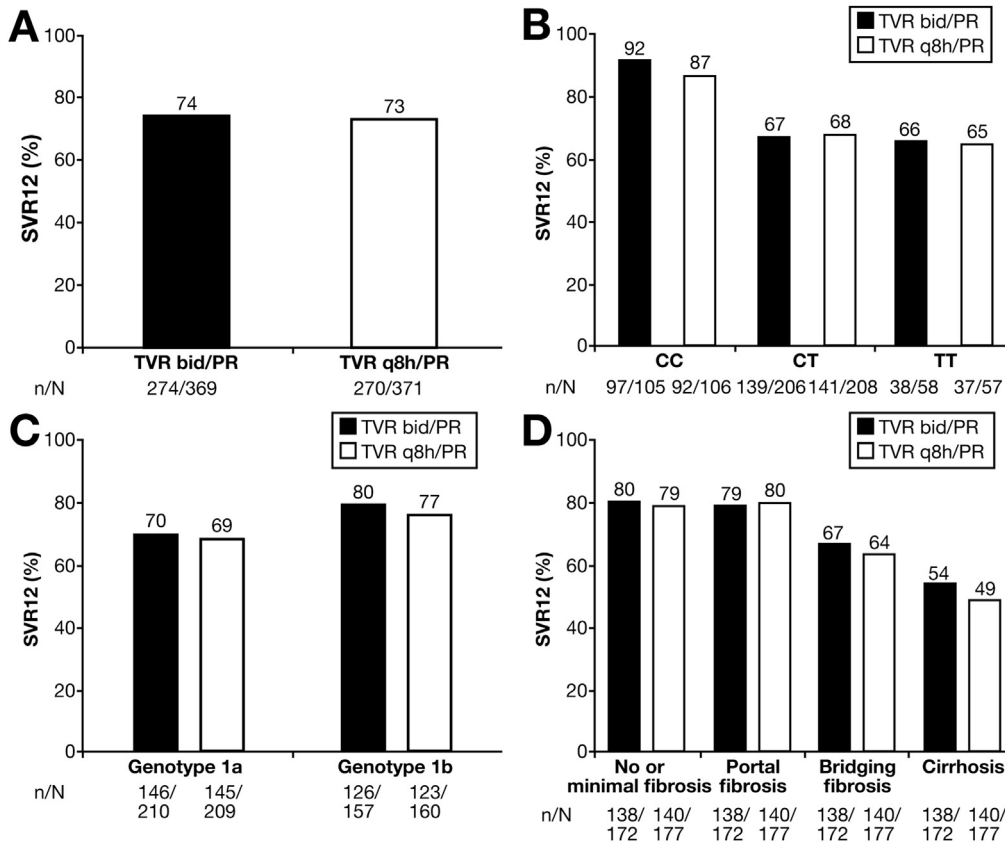 A
SVR12 (%)
100
80
60
40
20
0
74
73
TVR bid/PR
TVR q8h/PR
n/N
274/369
270/371
B
TVR bid/PR
TVR q8h/PR
SVR12 (%)
100
80
60
40
20
0
92
87
67
68
66
65
CC
CT
TT
n/N
97/105 92/106 139/206 141/208 38/58 37/57
C
TVR bid/PR
TVR q8h/PR
SVR12 (%)
100
80
60
40
20
0
70
69
80
77
Genotype 1a
Genotype 1b
n/N
146/ 145/ 126/ 123/
210 209 157 160
D
TVR bid/PR
TVR q8h/PR
SVR12 (%)
100
80
60
40
20
0
80
79
79
80
67
64
54
49
No or
minimal fibrosis
Portal
fibrosis
Bridging
fibrosis
Cirrhosis
n/N
138/ 140/ 138/ 140/ 138/ 140/ 138/ 140/
172 177 172 177 172 177 172 177